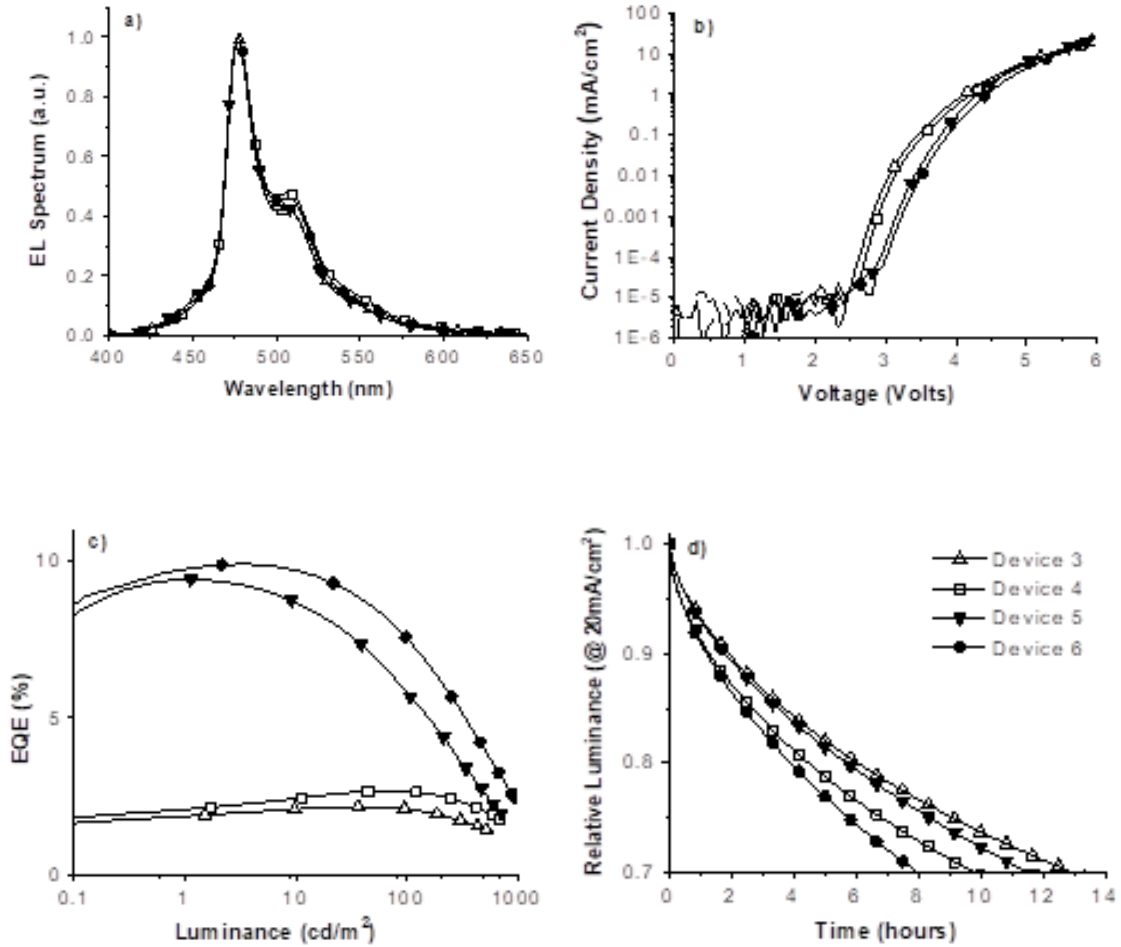 a)
EL Spectrum (a.u.)
1.0
0.8
0.6
0.4
0.2
0.0
400 450 500 550 600 650
Wavelength (nm)
b)
Current Density (mA/cm²)
100
10
1
0.1
0.01
0.001
1E-4
1E-5
1E-6
0 1 2 3 4 5 6
Voltage (Volts)
c)
EQE (%)
10
5
0
0.1 1 10 100 1000
Luminance (cd/m²)
d)
Relative Luminance (@ 20mA/cm²)
1.0
0.9
0.8
0.7
0 2 4 6 8 10 12 14
Time (hours)
Device 3
Device 4
Device 5
Device 6